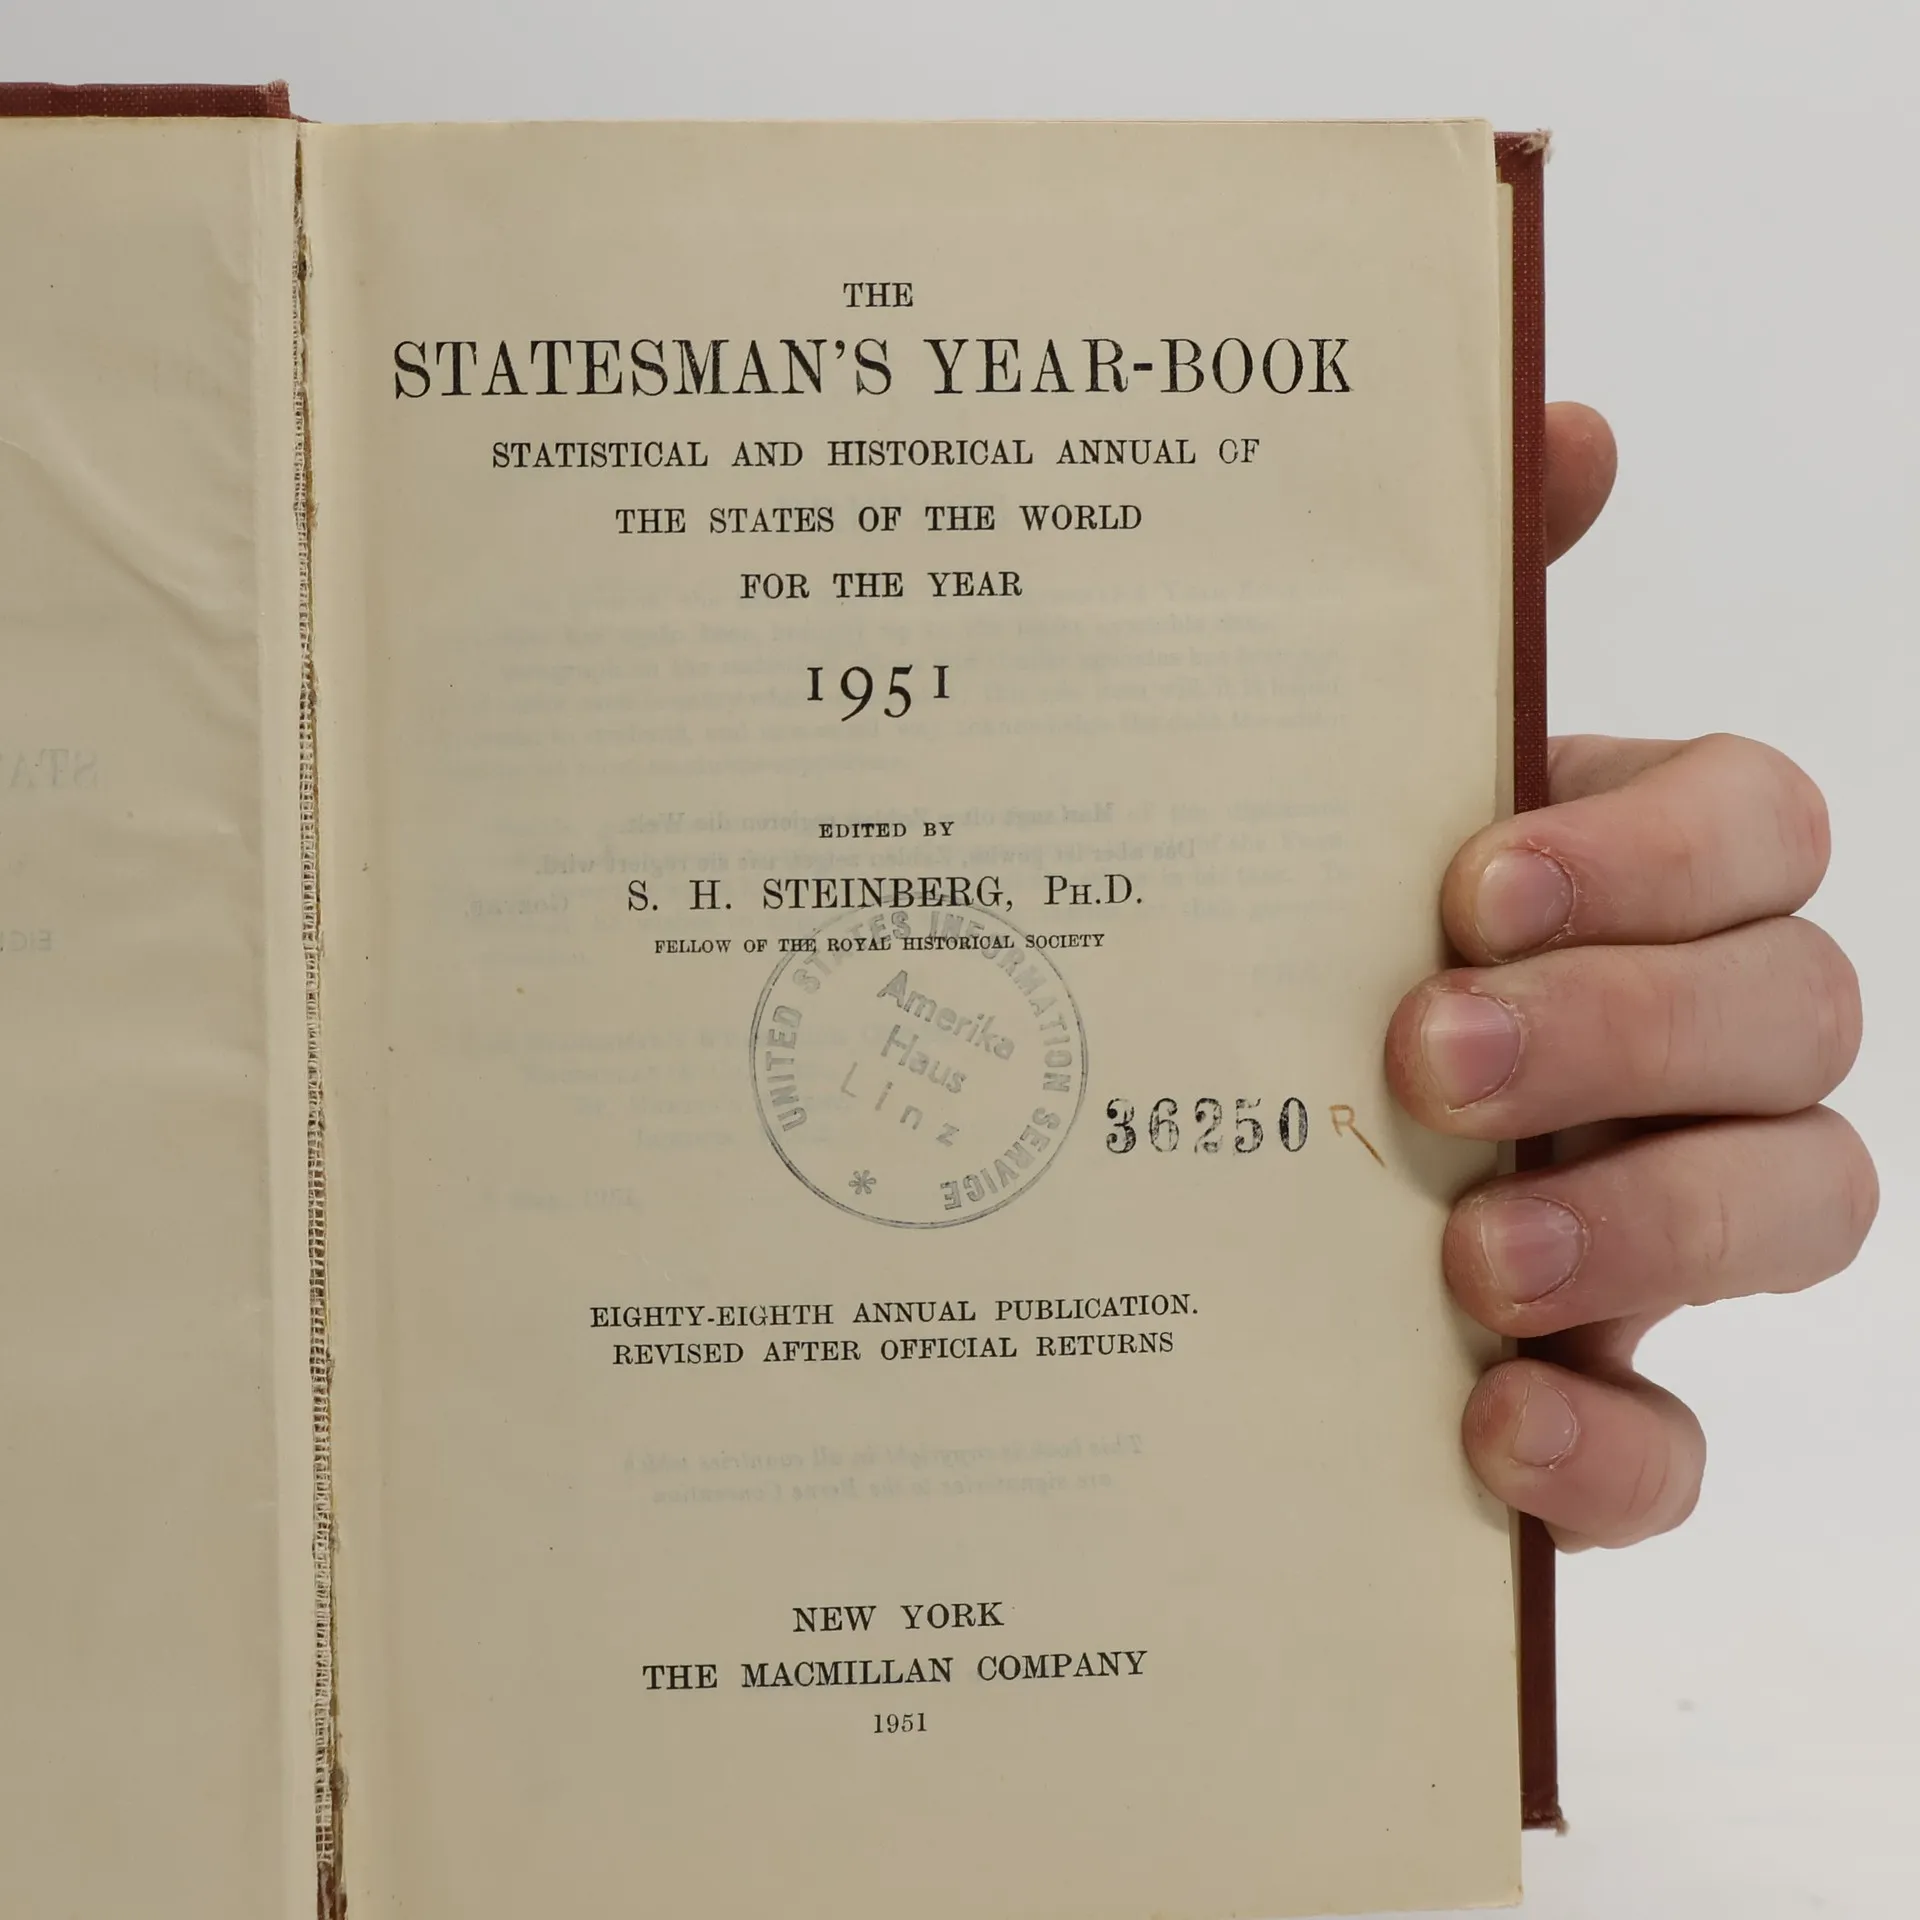 THE
STATESMAN'S YEAR-BOOK
STATISTICAL AND HISTORICAL ANNUAL OF
THE STATES OF THE WORLD
FOR THE YEAR
1951
EDITED BY
S. H. STEINBERG, PH.D.
FELLOW OF THE ROYAL HISTORICAL SOCIETY
UNITED STATES INFORMATION SERVICE *
Amerika
Haus
Linz
36250 R
EIGHTY-EIGHTH ANNUAL PUBLICATION.
REVISED AFTER OFFICIAL RETURNS
NEW YORK
THE MACMILLAN COMPANY
1951